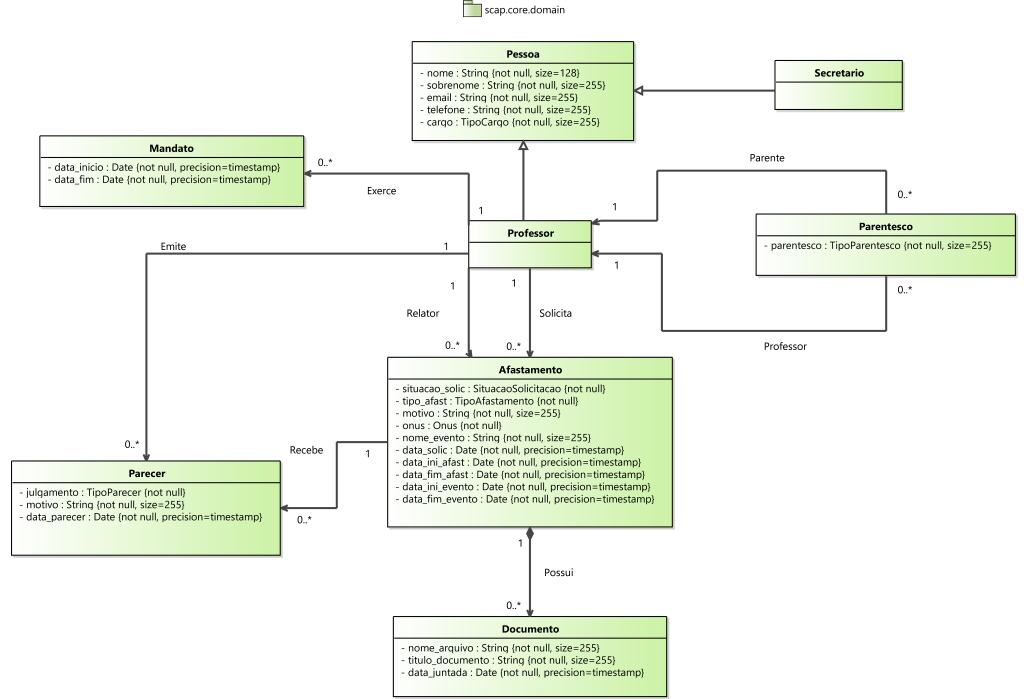 scap.core.domain
Pessoa
- nome : String {not null, size=128}
- sobrenome : String {not null, size=255}
- email : String {not null, size=255}
- telefone : String {not null, size=255}
- cargo : TipoCargo {not null, size=255}
Secretario
Mandato
- data_inicio : Date {not null, precision=timestamp}
- data_fim : Date {not null, precision=timestamp}
0..*
Exerce
1
Parente
1
0..*
Professor
Parentesco
- parentesco : TipoParentesco {not null, size=255}
Emite
1
1
0..*
Professor
1
Relator
0..*
1
Solicita
0..*
Afastamento
- situacao_solic : SituacaoSolicitacao {not null}
- tipo_afast : TipoAfastamento {not null}
- motivo : String {not null, size=255}
- onus : Onus {not null}
- nome_evento : String {not null, size=255}
- data_solic : Date {not null, precision=timestamp}
- data_ini_afast : Date {not null, precision=timestamp}
- data_fim_afast : Date {not null, precision=timestamp}
- data_ini_evento : Date {not null, precision=timestamp}
- data_fim_evento : Date {not null, precision=timestamp}
0..*
Recebe
1
0..*
Parecer
- julgamento : TipoParecer {not null}
- motivo : String {not null, size=255}
- data_parecer : Date {not null, precision=timestamp}
1
Possui
0..*
Documento
- nome_arquivo : String {not null, size=255}
- titulo_documento : String {not null, size=255}
- data_juntada : Date {not null, precision=timestamp}